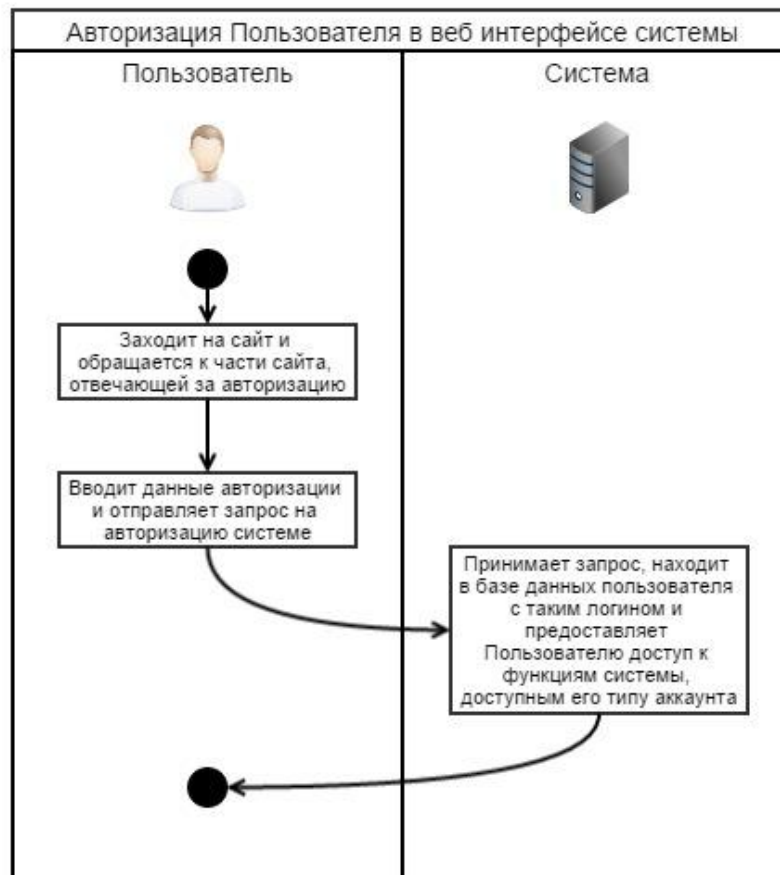 Авторизация Пользователя в веб интерфейсе системы
Пользователь
Система
Заходит на сайт и
обращается к части сайта,
отвечающей за авторизацию
Вводит данные авторизации
и отправляет запрос на
авторизацию системе
Принимает запрос, находит
в базе данных пользователя
с таким логином и
предоставляет
Пользователю доступ к
функциям системы,
доступным его типу аккаунта